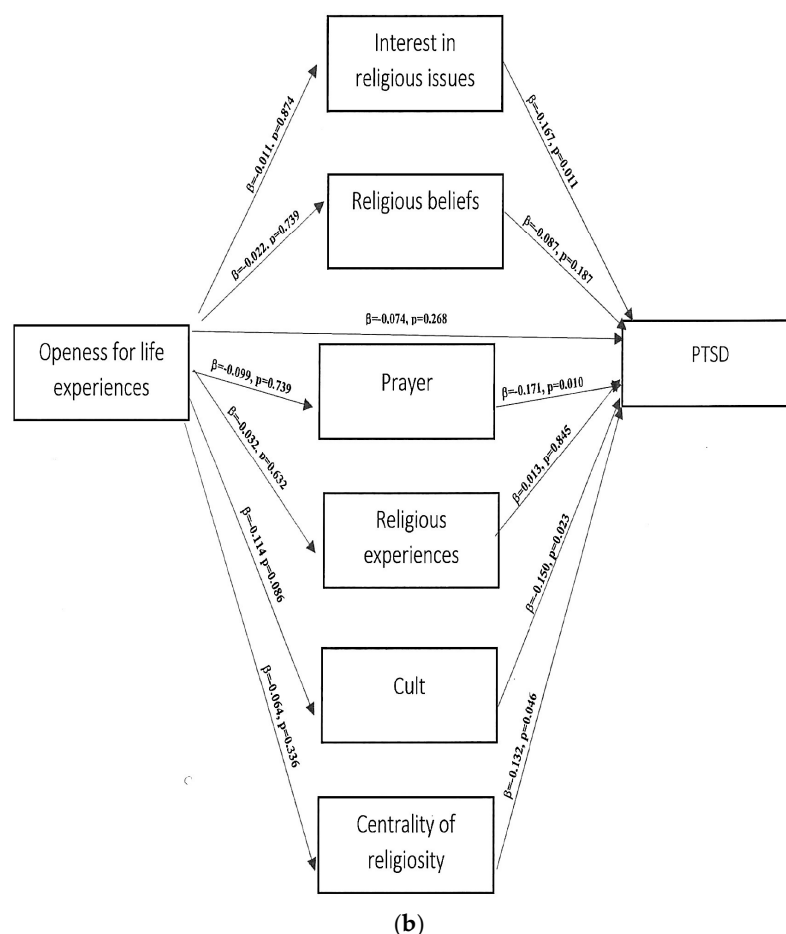 Interest in
religious issues
β=-0.011, p=0.874
β=-0.167, p=0.011
Religious beliefs
β=-0.022, p=0.739
β=-0.087, p=0.187
β=-0.074, p=0.268
Openess for life
experiences
PTSD
β=-0.099, p=0.739
Prayer
β=-0.171, p=0.010
β=-0.032, p=0.632
Religious
experiences
β=0.013, p=0.845
β=-0.114 p=0.086
Cult
β=-0.150, p=0.023
β=-0.064, p=0.336
Centrality of
religiosity
β=-0.132, p=0.046
(b)